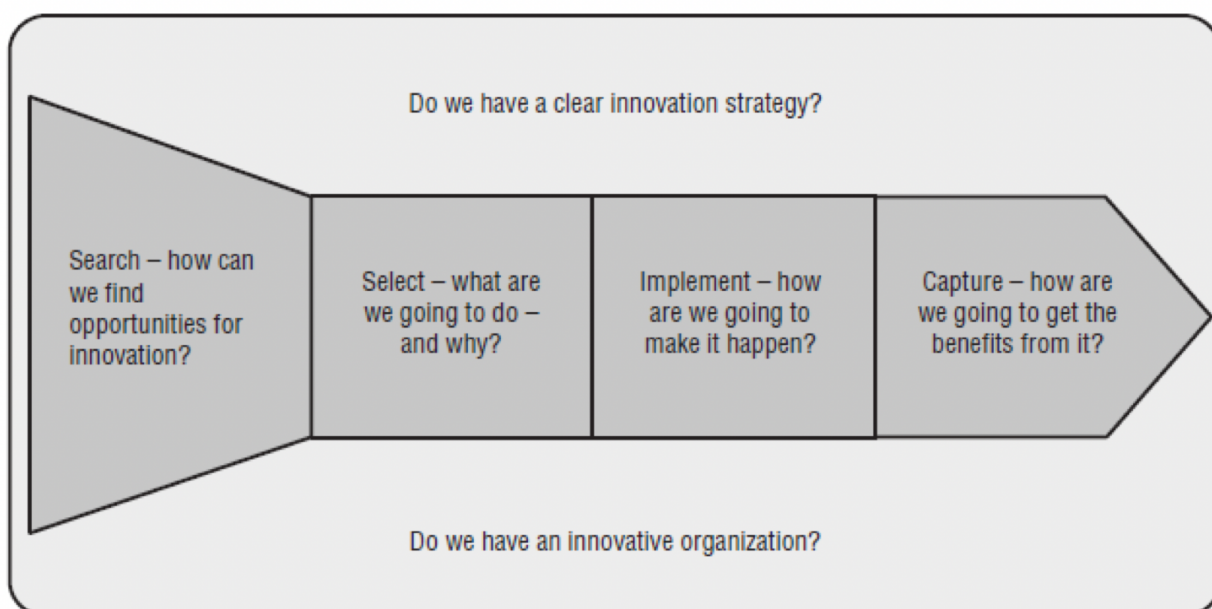 Do we have a clear innovation strategy?
Search – how can
we find
opportunities for
innovation?
Select – what are
we going to do –
and why?
Implement – how
are we going to
make it happen?
Capture – how are
we going to get the
benefits from it?
Do we have an innovative organization?